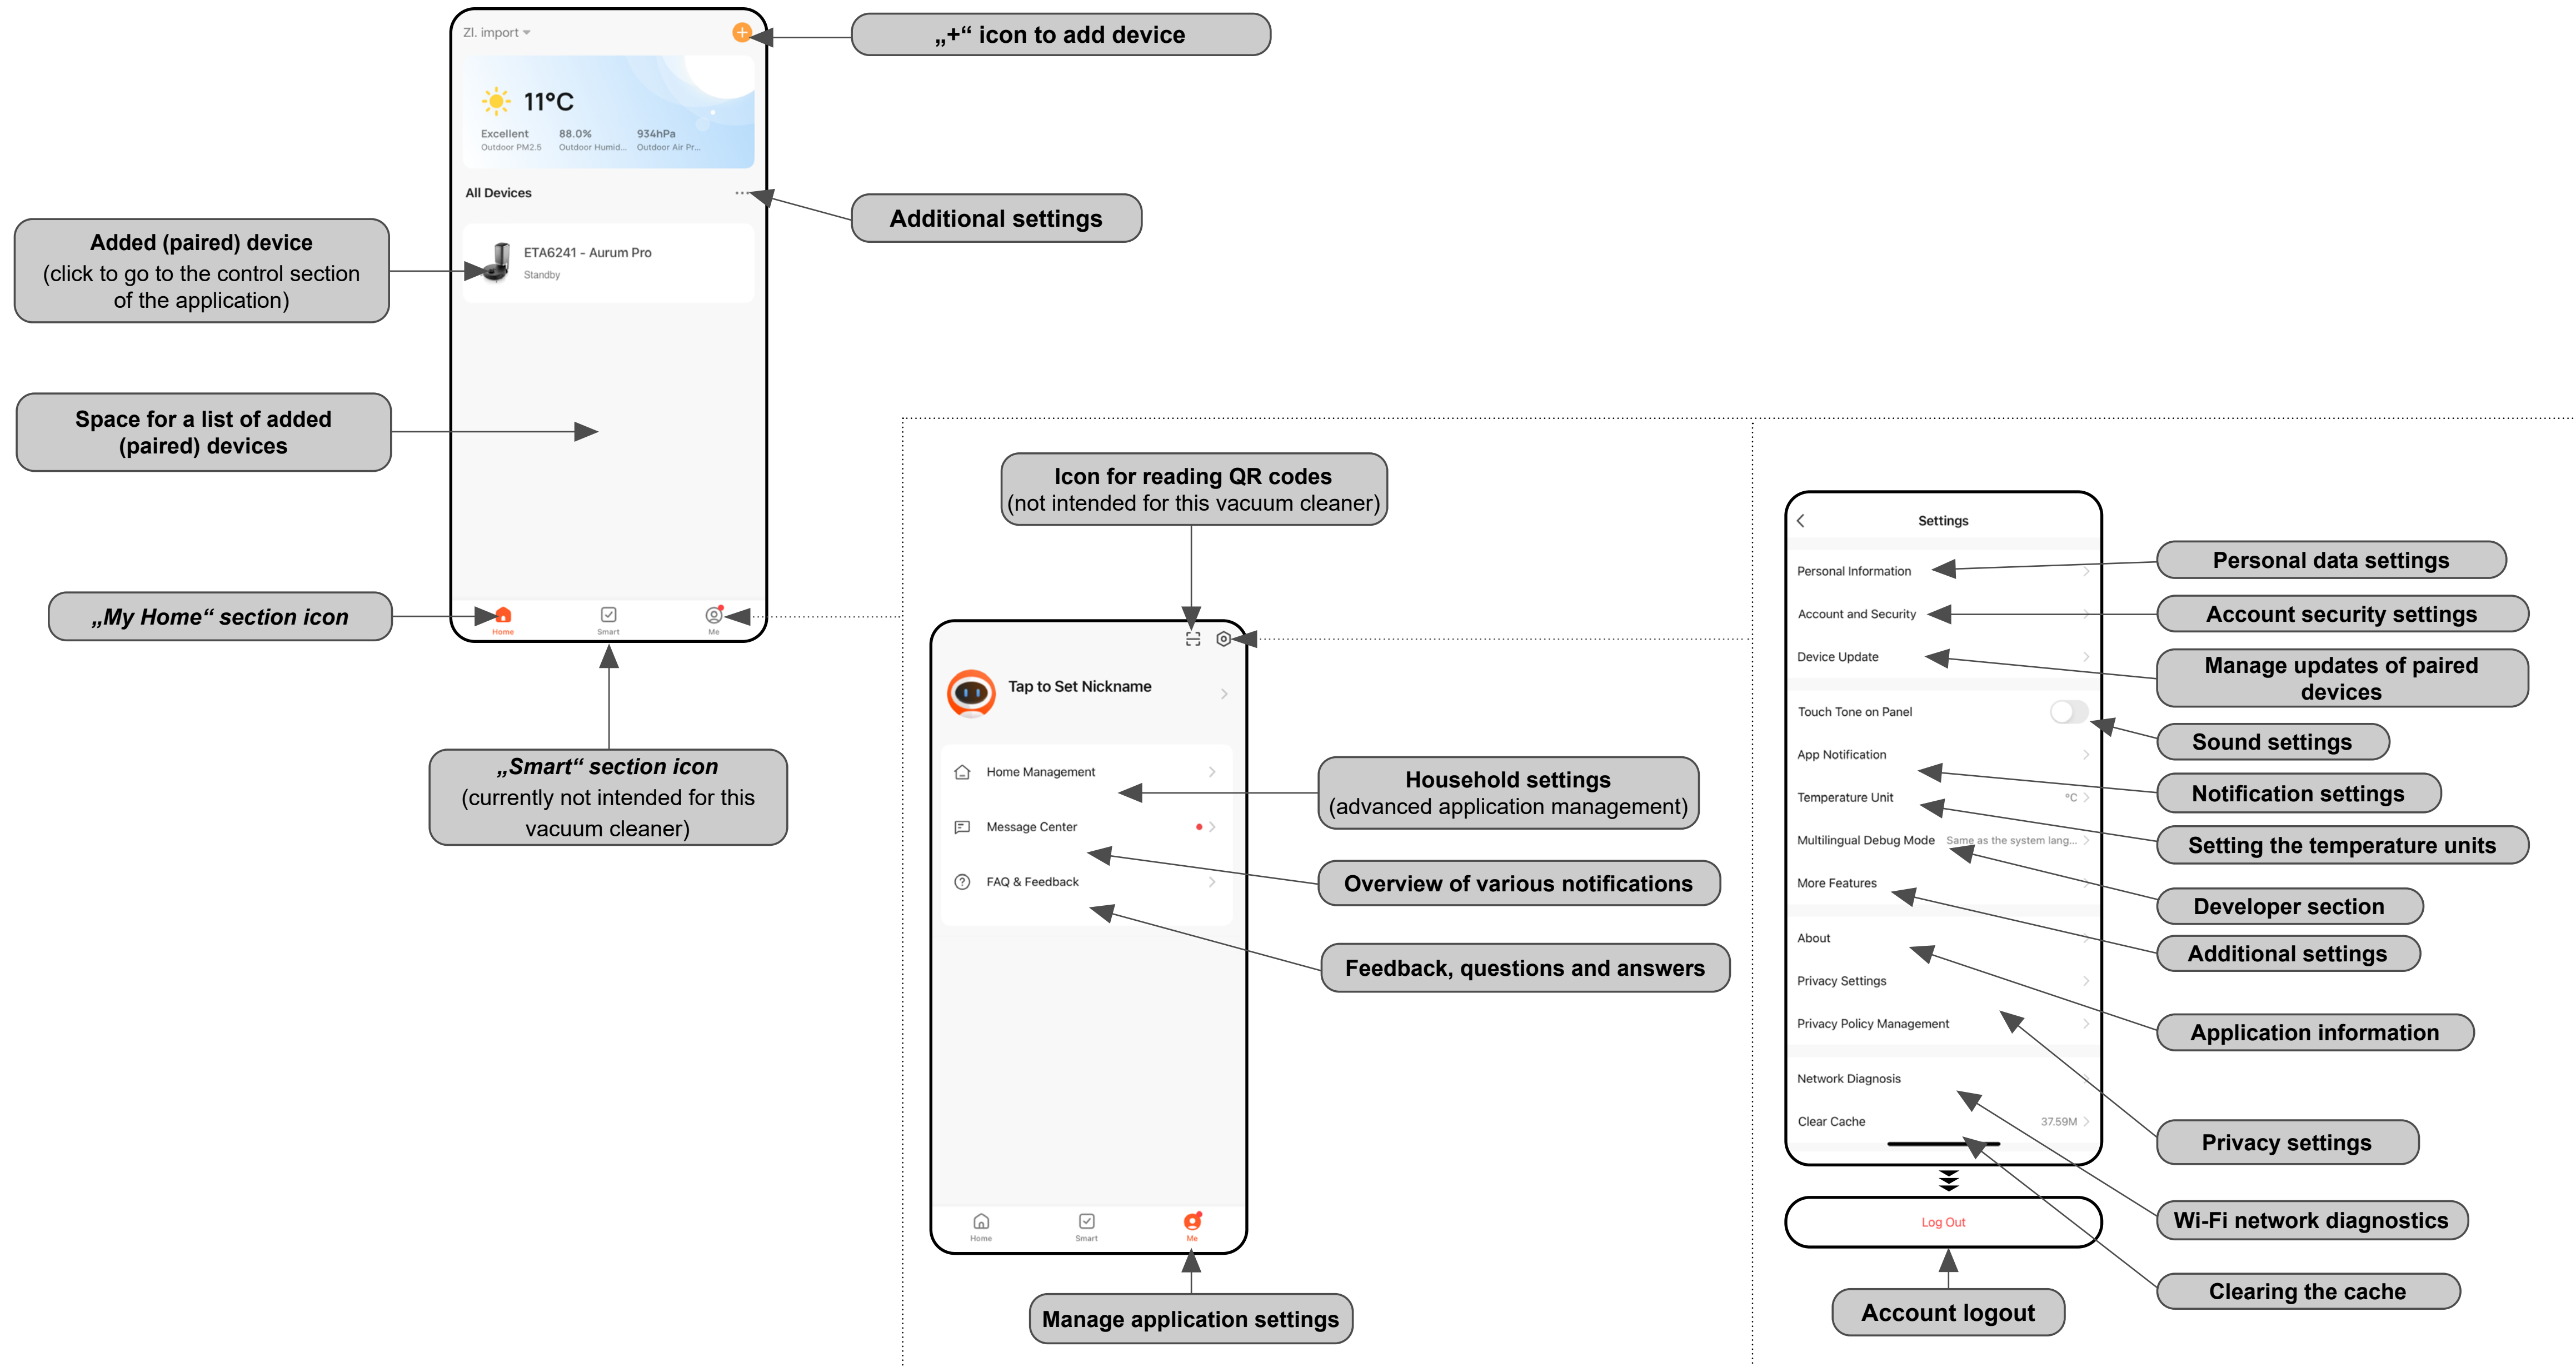 Zl. import
„+“ icon to add device
11°C
Excellent 88.0% 934hPa
Outdoor PM2.5 Outdoor Humid... Outdoor Air Pr...
All Devices
Additional settings
Added (paired) device
(click to go to the control section
of the application)
ETA6241 - Aurum Pro
Standby
Space for a list of added
(paired) devices
„My Home“ section icon
Home Smart Me
„Smart“ section icon
(currently not intended for this
vacuum cleaner)
Icon for reading QR codes
(not intended for this vacuum cleaner)
Tap to Set Nickname
Home Management
Message Center
FAQ & Feedback
Household settings
(advanced application management)
Overview of various notifications
Feedback, questions and answers
Home Smart Me
Manage application settings
Settings
Personal Information
Account and Security
Device Update
Touch Tone on Panel
App Notification
Temperature Unit °C
Multilingual Debug Mode Same as the system lang...
More Features
About
Privacy Settings
Privacy Policy Management
Network Diagnosis
Clear Cache 37.59M
Log Out
Account logout
Personal data settings
Account security settings
Manage updates of paired
devices
Sound settings
Notification settings
Setting the temperature units
Developer section
Additional settings
Application information
Privacy settings
Wi-Fi network diagnostics
Clearing the cache